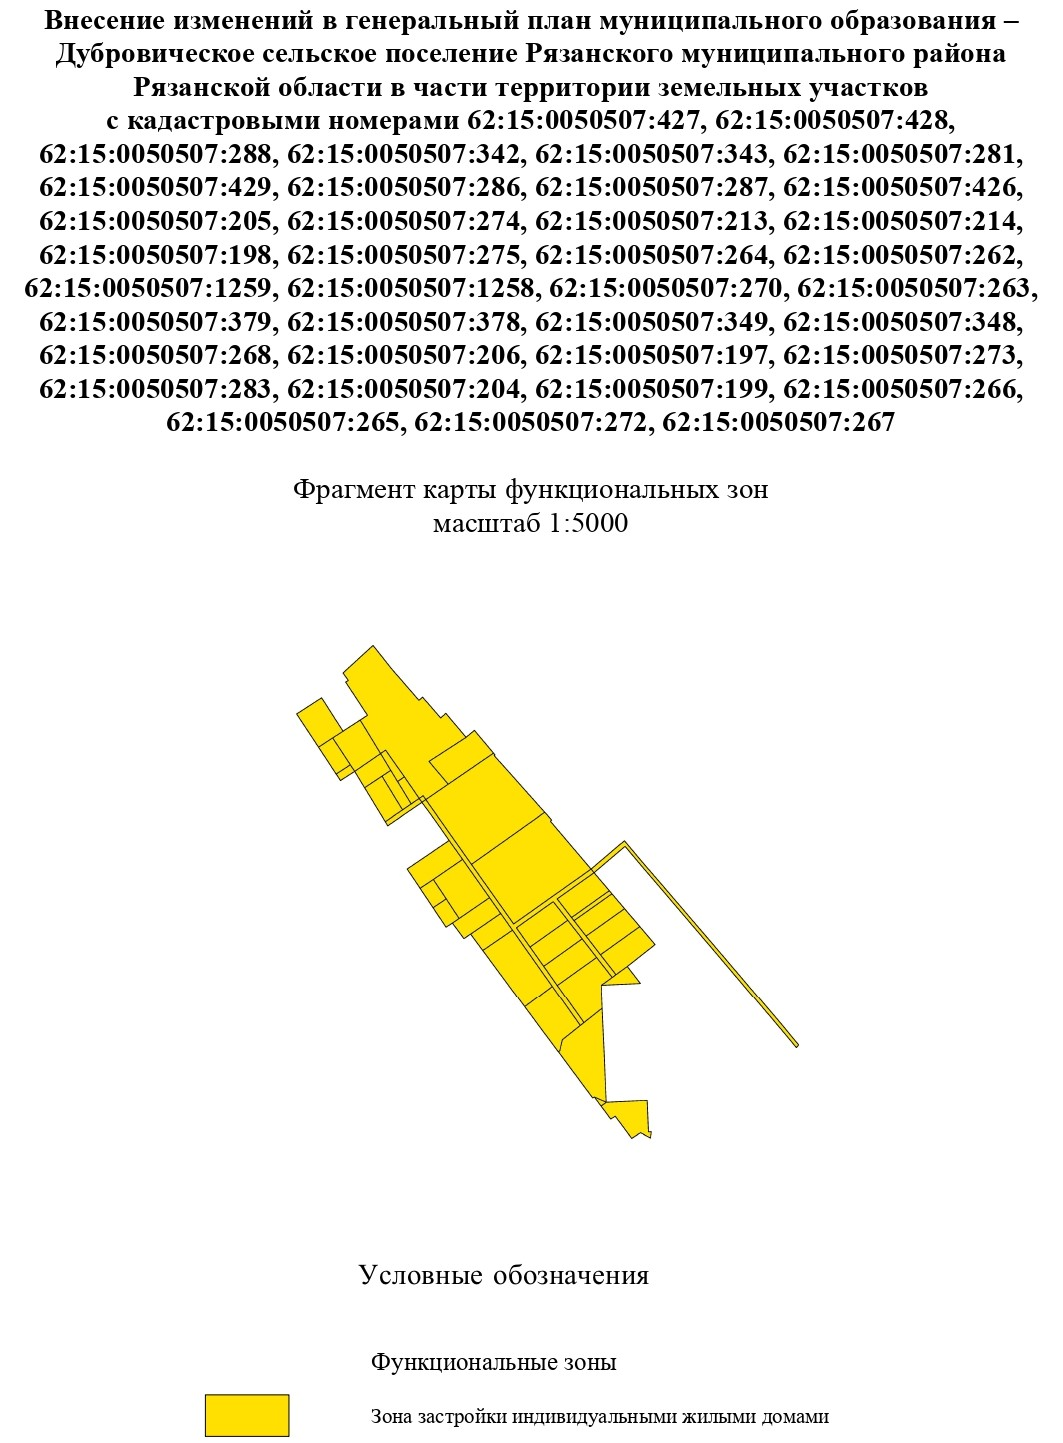 Внесение изменений в генеральный план муниципального образования –
Дубровическое сельское поселение Рязанского муниципального района
Рязанской области в части территории земельных участков
с кадастровыми номерами 62:15:0050507:427, 62:15:0050507:428,
62:15:0050507:288, 62:15:0050507:342, 62:15:0050507:343, 62:15:0050507:281,
62:15:0050507:429, 62:15:0050507:286, 62:15:0050507:287, 62:15:0050507:426,
62:15:0050507:205, 62:15:0050507:274, 62:15:0050507:213, 62:15:0050507:214,
62:15:0050507:198, 62:15:0050507:275, 62:15:0050507:264, 62:15:0050507:262,
62:15:0050507:1259, 62:15:0050507:1258, 62:15:0050507:270, 62:15:0050507:263,
62:15:0050507:379, 62:15:0050507:378, 62:15:0050507:349, 62:15:0050507:348,
62:15:0050507:268, 62:15:0050507:206, 62:15:0050507:197, 62:15:0050507:273,
62:15:0050507:283, 62:15:0050507:204, 62:15:0050507:199, 62:15:0050507:266,
62:15:0050507:265, 62:15:0050507:272, 62:15:0050507:267
Фрагмент карты функциональных зон
масштаб 1:5000
Условные обозначения
Функциональные зоны
Зона застройки индивидуальными жилыми домами